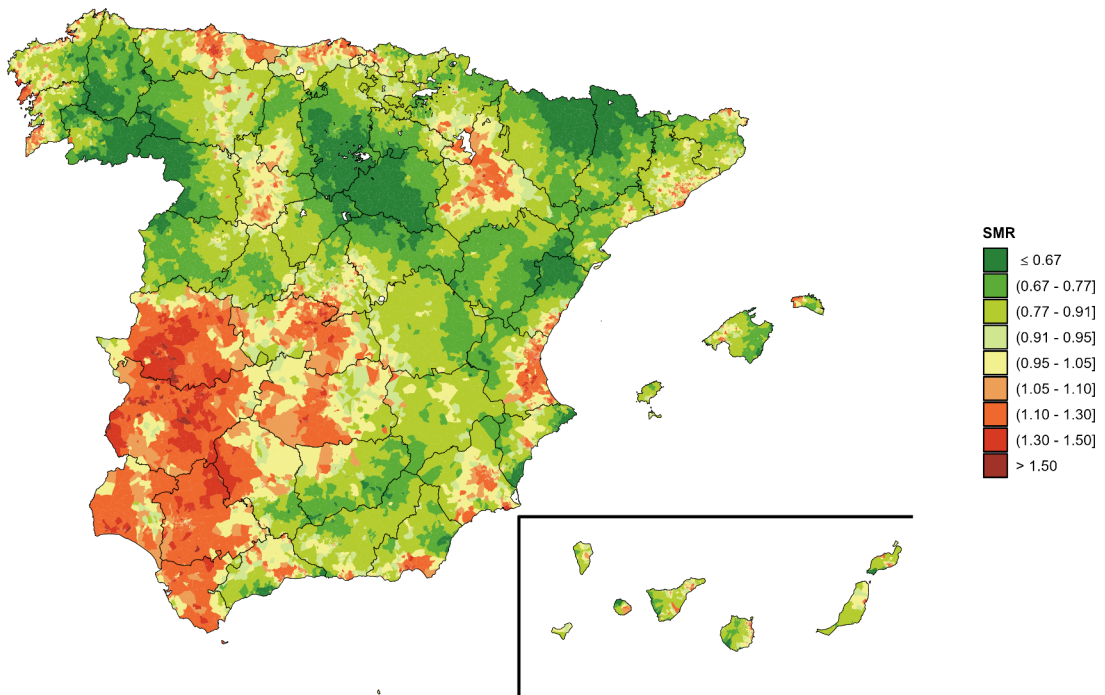 SMR
≤ 0.67
(0.67 - 0.77]
(0.77 - 0.91]
(0.91 - 0.95]
(0.95 - 1.05]
(1.05 - 1.10]
(1.10 - 1.30]
(1.30 - 1.50]
> 1.50